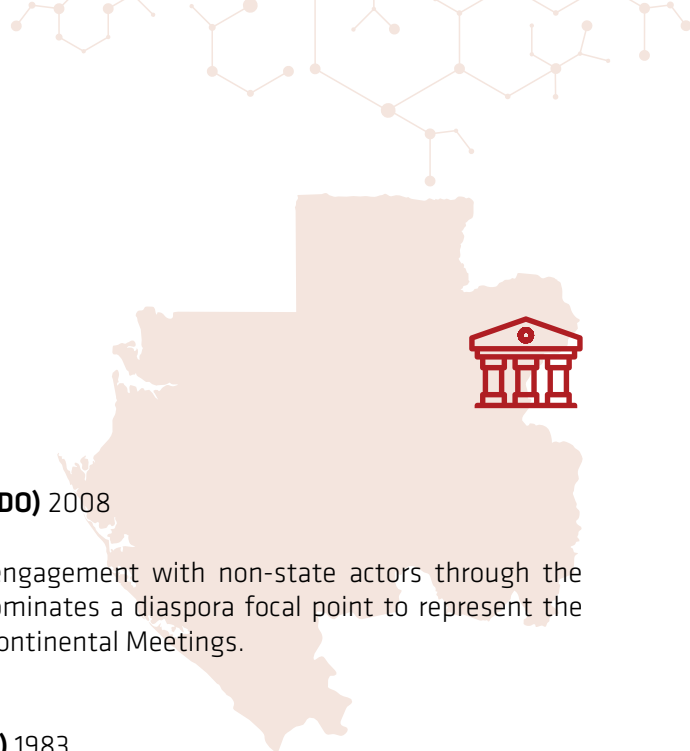 DO) 2008
engagement with non-state actors through the
ominates a diaspora focal point to represent the
ontinental Meetings.
) 1983